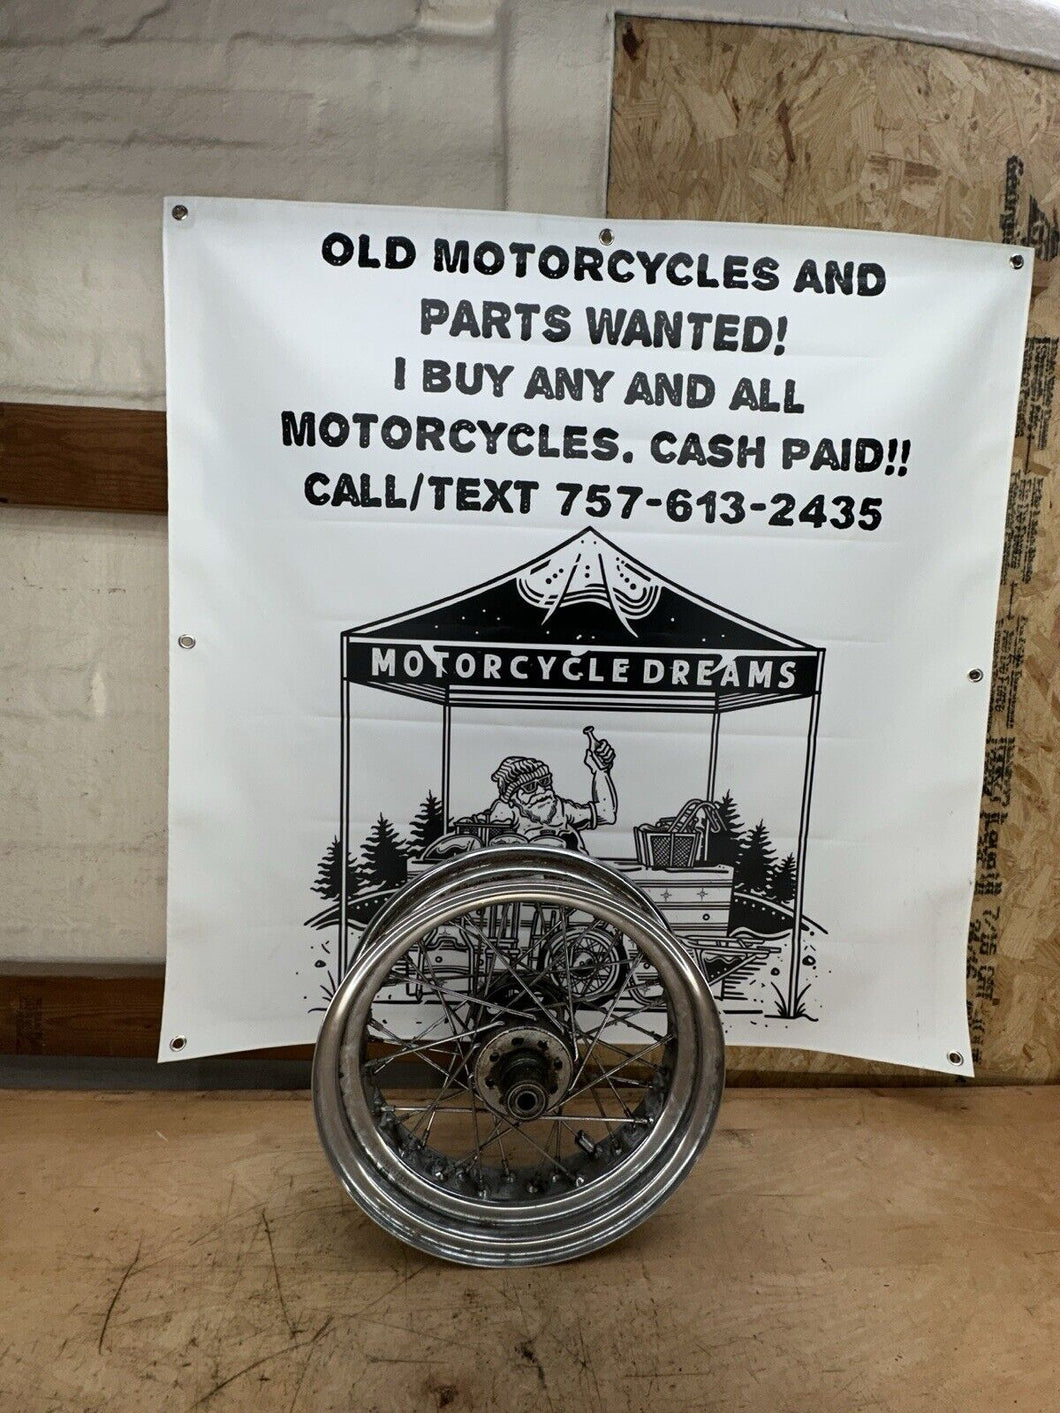 OLD MOTORCYCLES AND
PARTS WANTED!
I BUY ANY AND ALL
MOTORCYCLES. CASH PAID!!
CALL/TEXT 757-613-2435
MOTORCYCLE DREAMS